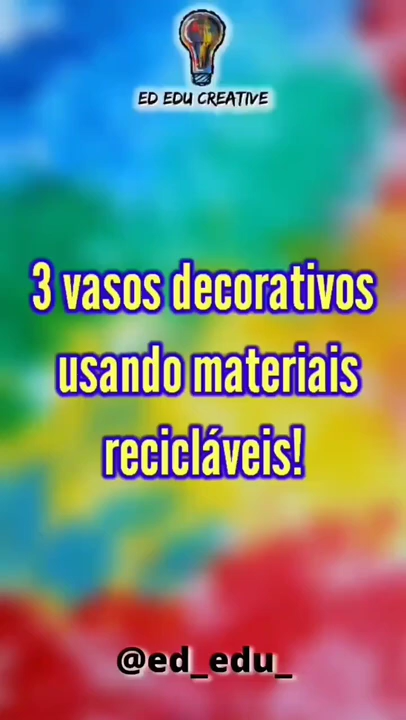 ED EDU CREATIVE
3 vasos decorativos
usando materiais
recicláveis!
@ed_edu_